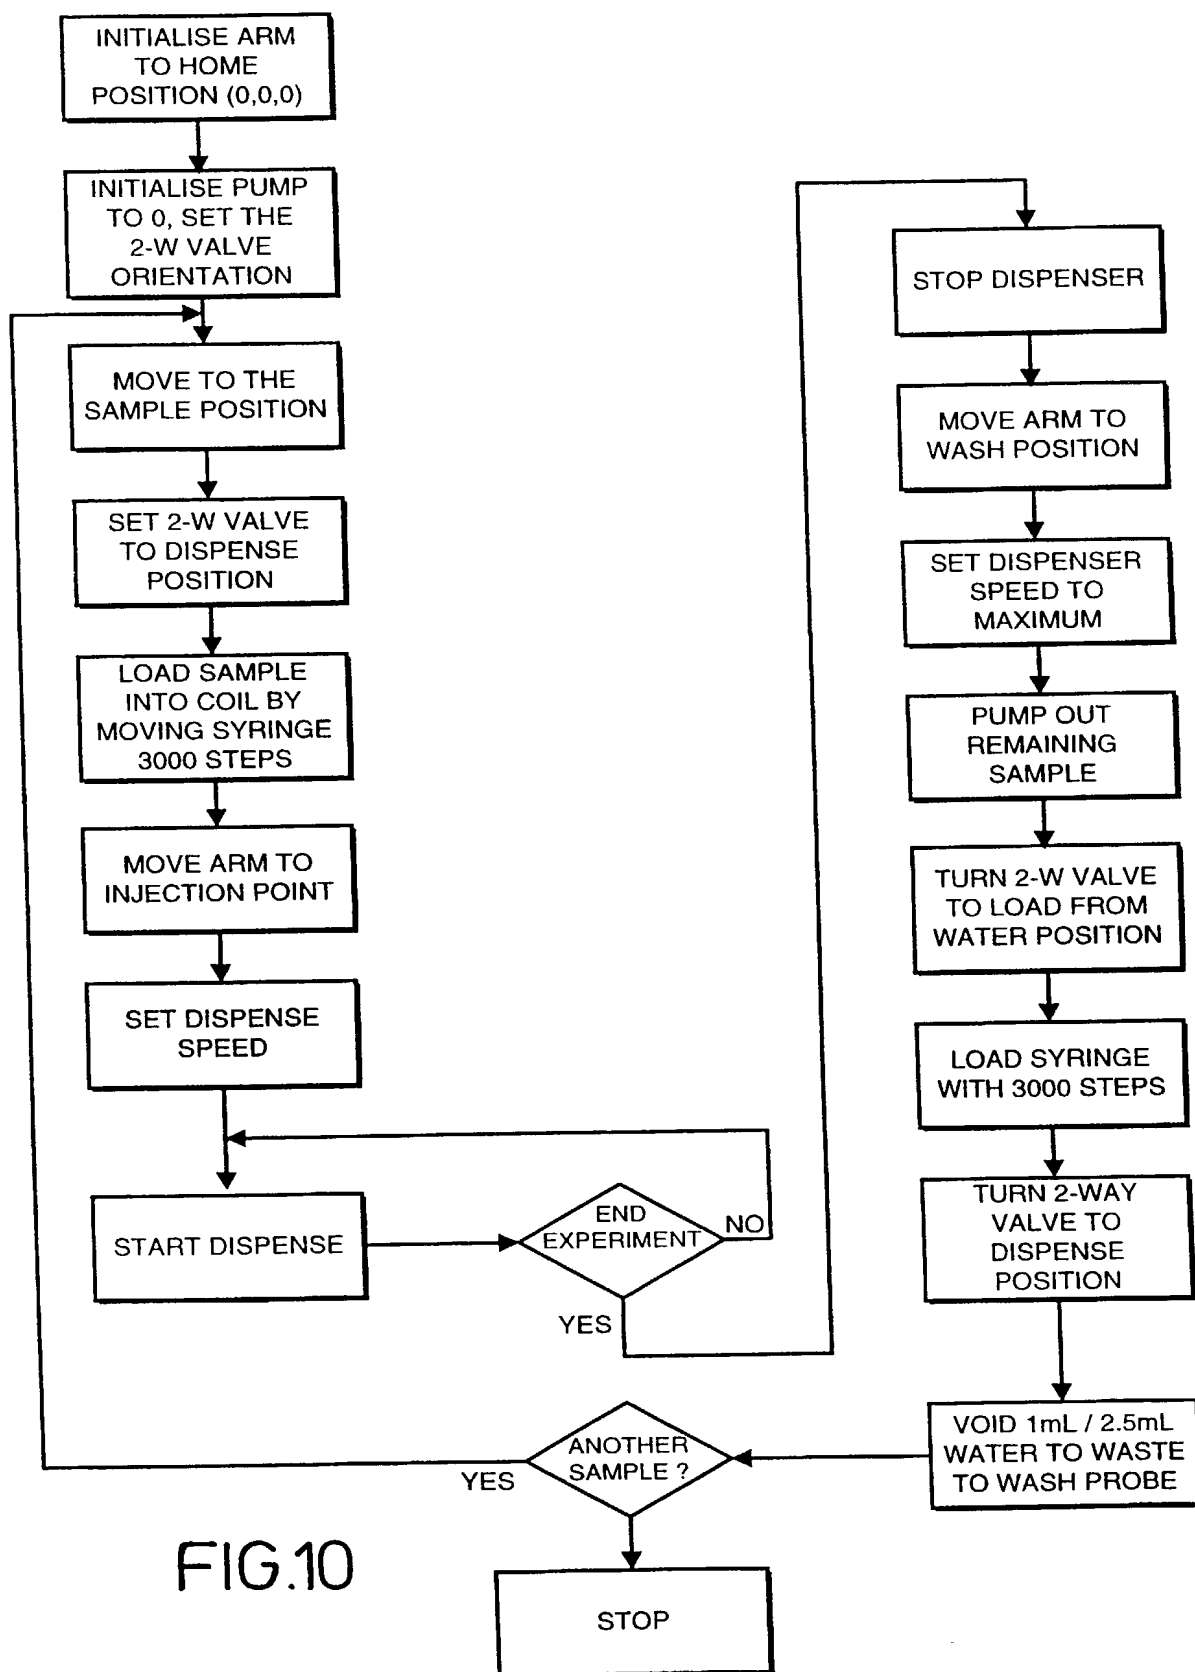 INITIALISE ARM
TO HOME
POSITION (0,0,0)
INITIALISE PUMP
TO 0, SET THE
2-W VALVE
ORIENTATION
MOVE TO THE
SAMPLE POSITION
SET 2-W VALVE
TO DISPENSE
POSITION
LOAD SAMPLE
INTO COIL BY
MOVING SYRINGE
3000 STEPS
MOVE ARM TO
INJECTION POINT
SET DISPENSE
SPEED
START DISPENSE
END
EXPERIMENT
NO
YES
STOP DISPENSER
MOVE ARM TO
WASH POSITION
SET DISPENSER
SPEED TO
MAXIMUM
PUMP OUT
REMAINING
SAMPLE
TURN 2-W VALVE
TO LOAD FROM
WATER POSITION
LOAD SYRINGE
WITH 3000 STEPS
TURN 2-WAY
VALVE TO
DISPENSE
POSITION
VOID 1mL / 2.5mL
WATER TO WASTE
TO WASH PROBE
ANOTHER
SAMPLE ?
YES
STOP
FIG.10